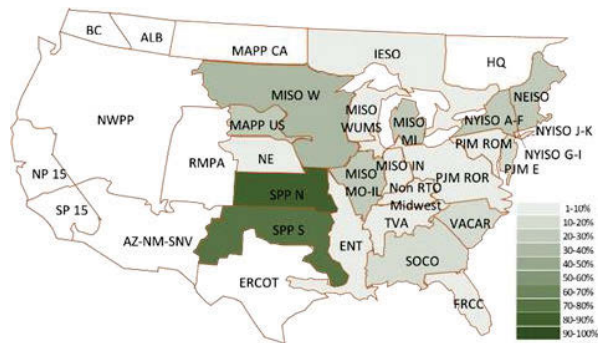 BC
ALB
MAPP CA
IESO
HQ
NWPP
MISO W
MAPP US
MISO
WUMS
MISO
MI
NYISO A-F
NEISO
NYISO J-K
NYISO G-I
PJM ROM
PJM E
RMPA
NE
MISO
MO-IL
MISO IN
PJM ROR
Non RTO
Midwest
NP 15
SP 15
SPP N
SPP S
AZ-NM-SNV
ERCOT
ENT
TVA
VACAR
SOCO
FRCC
1-10%
10-20%
20-30%
30-40%
40-50%
50-60%
60-70%
70-80%
80-90%
90-100%